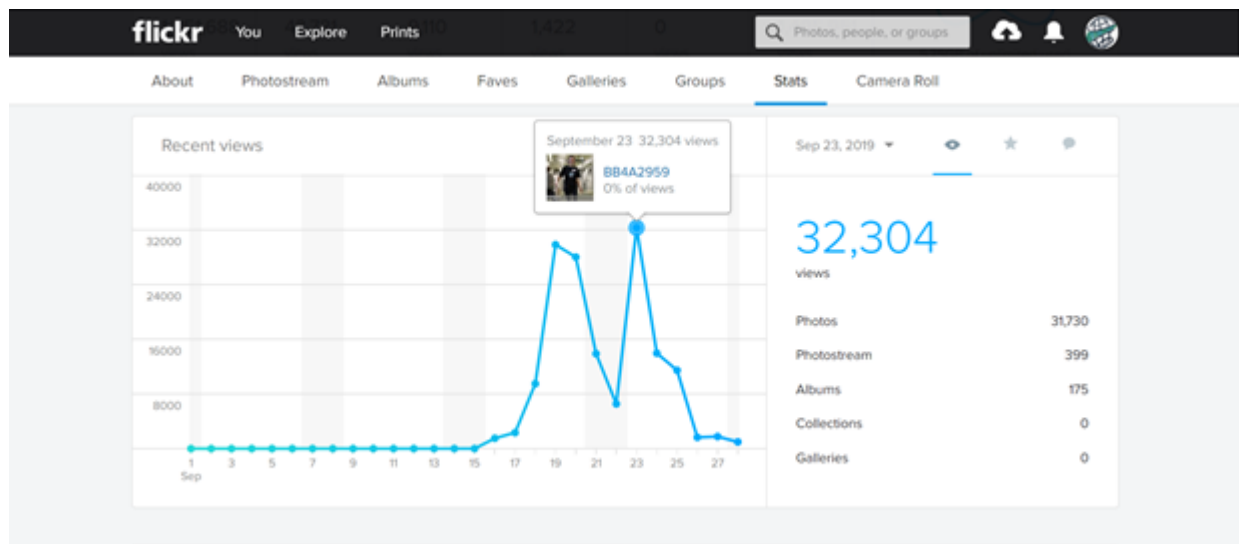 flickr You Explore Prints Photos, people, or groups
About Photostream Albums Faves Galleries Groups Stats Camera Roll
Recent views
September 23 32,304 views
BB4A2959
0% of views
40000
32000
24000
16000
8000
1 3 5 7 9 11 13 15 17 19 21 23 25 27
Sep
Sep 23, 2019
32,304
views
Photos 31,730
Photostream 399
Albums 175
Collections 0
Galleries 0